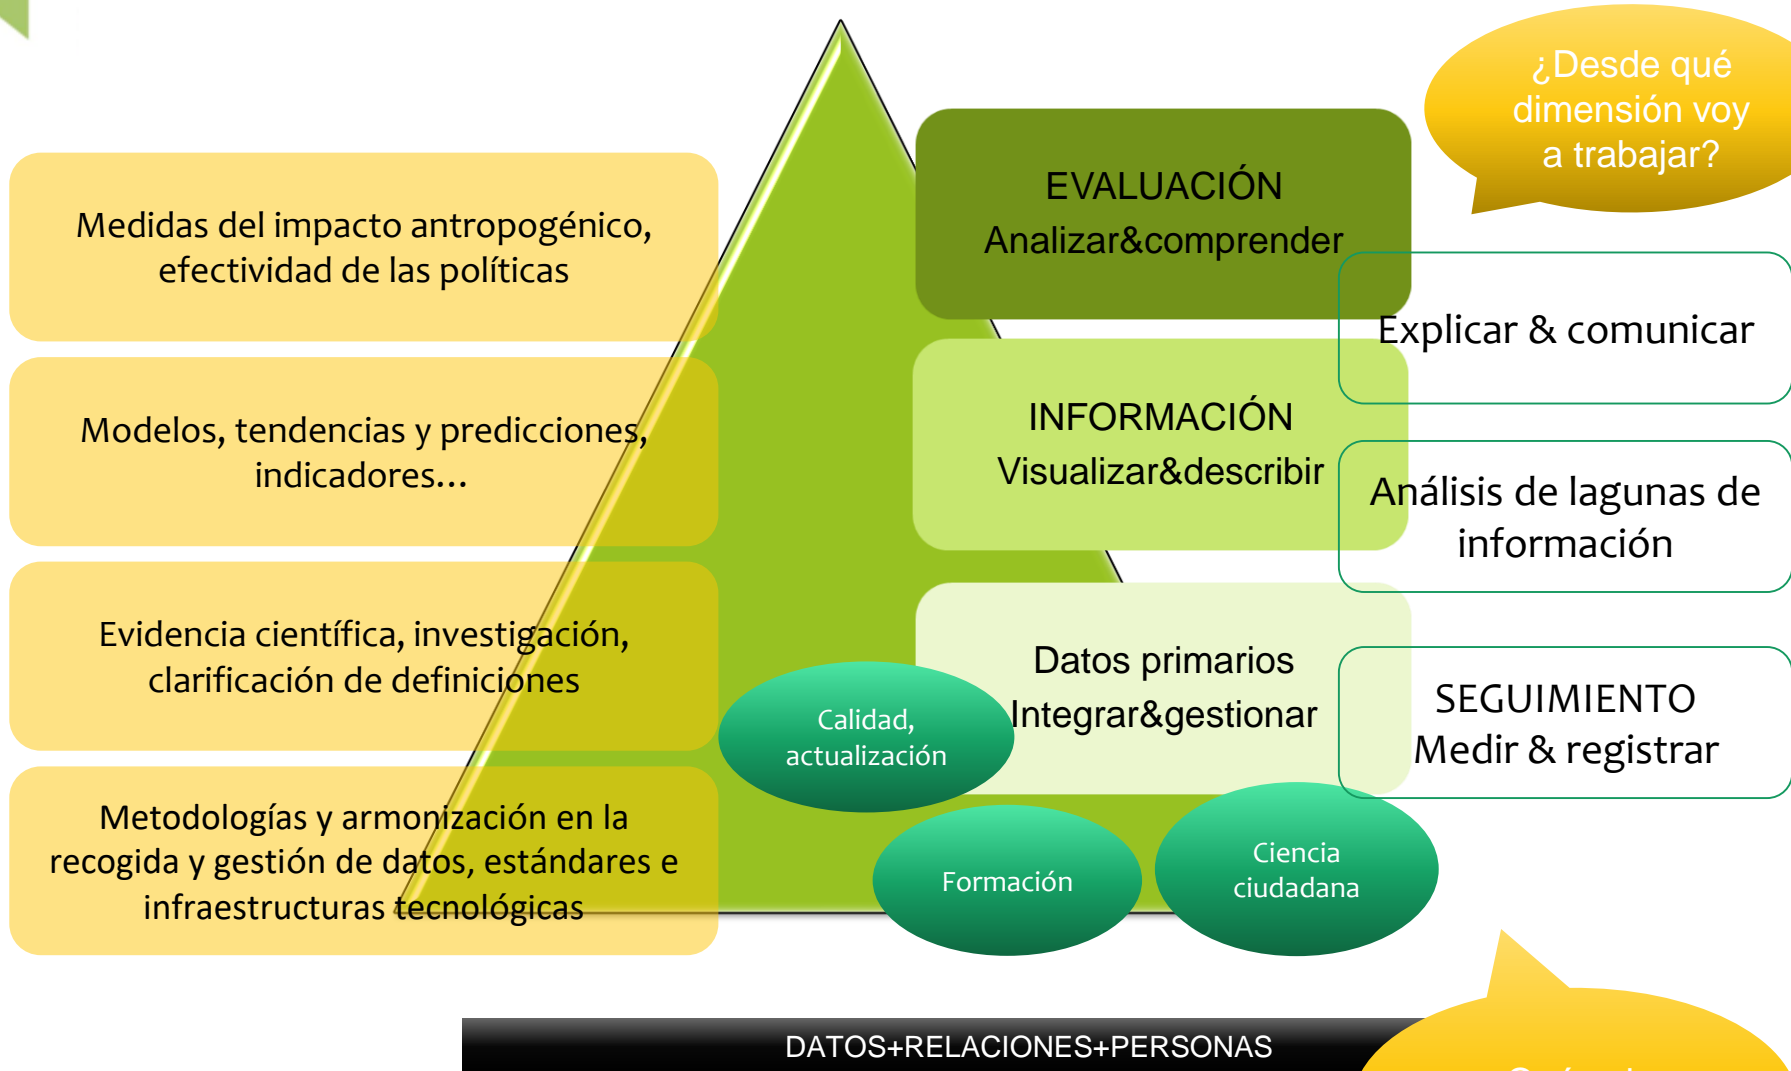 ¿Desde qué
dimensión voy
a trabajar?
Medidas del impacto antropogénico,
efectividad de las políticas
EVALUACIÓN
Analizar&comprender
Explicar & comunicar
Modelos, tendencias y predicciones,
indicadores...
INFORMACIÓN
Visualizar&describir
Análisis de lagunas de
información
Evidencia científica, investigación,
clarificación de definiciones
Datos primarios
Integrar&gestionar
SEGUIMIENTO
Medir & registrar
Calidad,
actualización
Metodologías y armonización en la
recogida y gestión de datos, estándares e
infraestructuras tecnológicas
Formación
Ciencia
ciudadana
DATOS+RELACIONES+PERSONAS